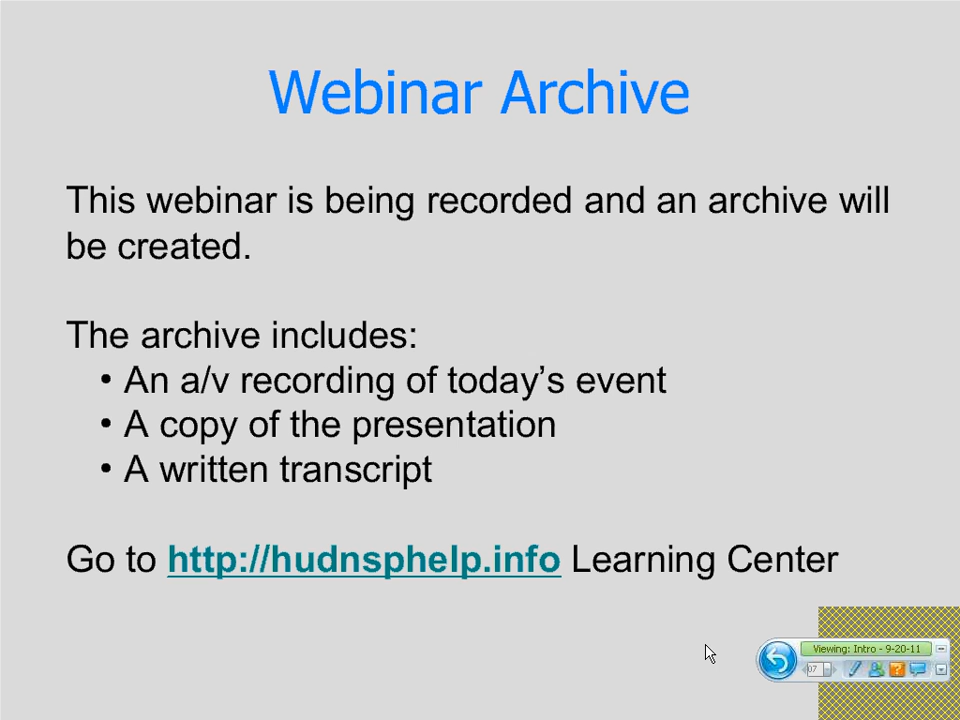 Webinar Archive
This webinar is being recorded and an archive will
be created.
The archive includes:
• An a/v recording of today's event
• A copy of the presentation
• A written transcript
Go to http://hudnsphelp.info Learning Center
Viewing: Intro - 9-20-11
07